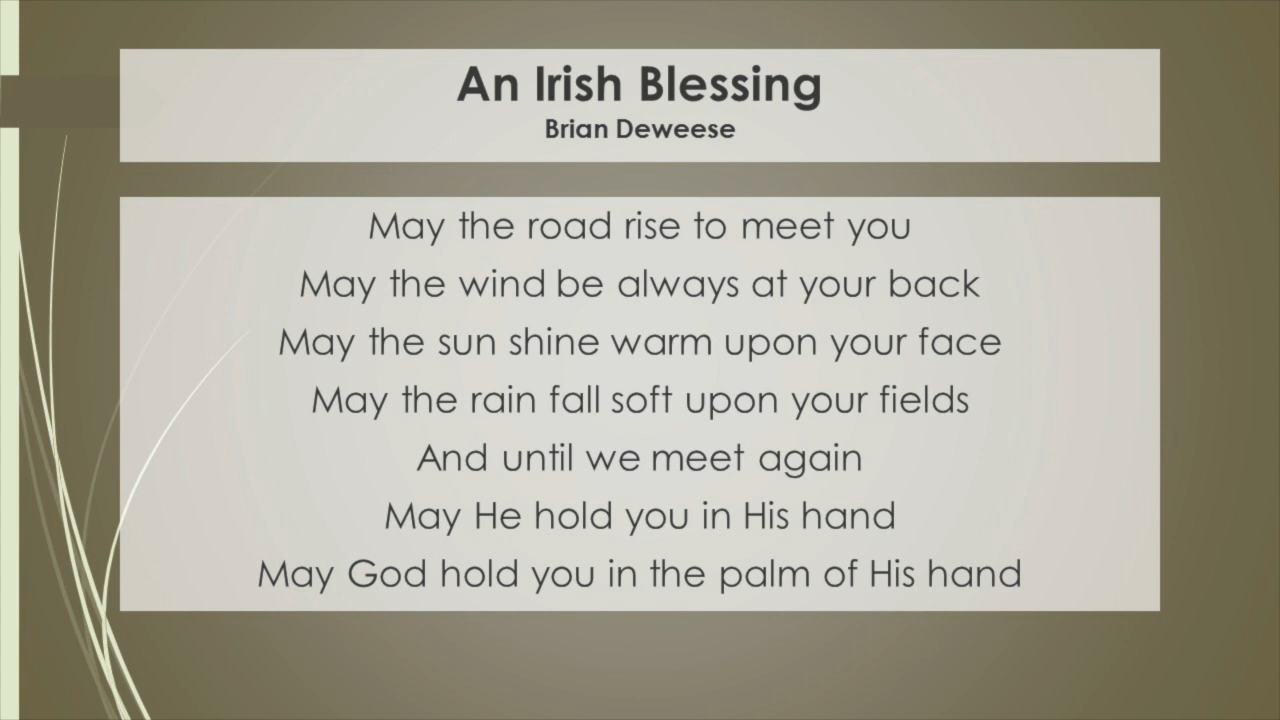 An Irish Blessing
Brian Deweese
May the road rise to meet you
May the wind be always at your back
May the sun shine warm upon your face
May the rain fall soft upon your fields
And until we meet again
May He hold you in His hand
May God hold you in the palm of His hand